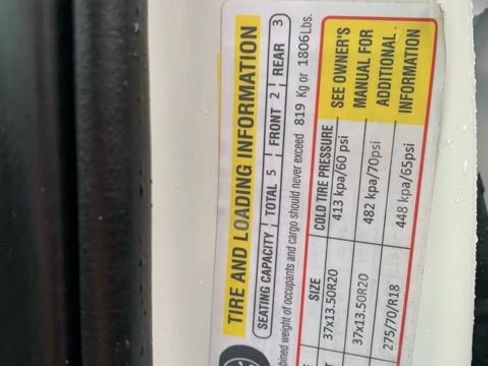 TIRE AND LOADING INFORMATION
SEATING CAPACITY TOTAL 5 FRONT 2 REAR 3
bined weight of occupants and cargo should never exceed 819 Kg or 1806Lbs.
SIZE COLD TIRE PRESSURE SEE OWNER'S
37x13.50R20 413 kpa/60 psi MANUAL FOR
37x13.50R20 482 kpa/70psi ADDITIONAL
275/70/R18 448 kpa/65psi INFORMATION